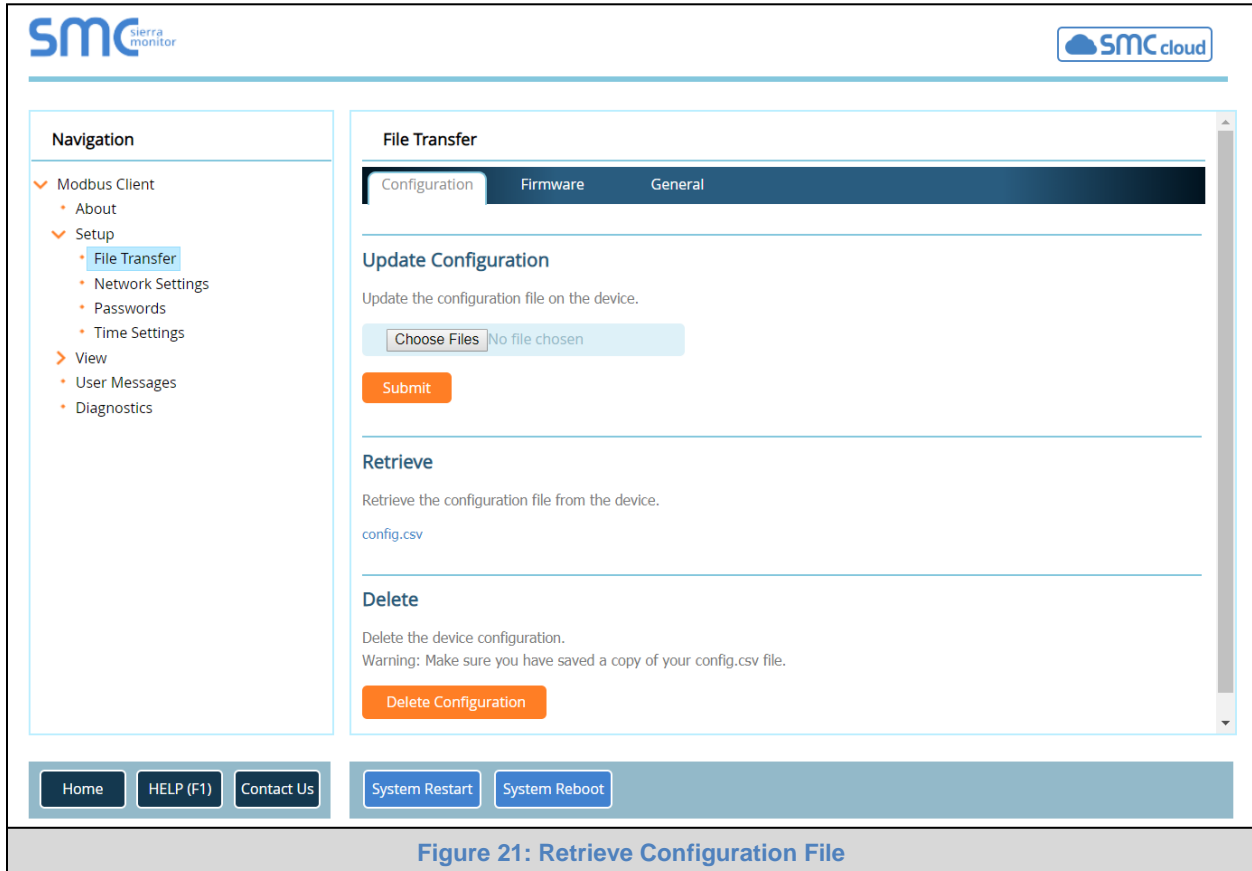 SMC sierra monitor
SMC cloud
Navigation
Modbus Client
About
Setup
File Transfer
Network Settings
Passwords
Time Settings
View
User Messages
Diagnostics
File Transfer
Configuration Firmware General
Update Configuration
Update the configuration file on the device.
Choose Files No file chosen
Submit
Retrieve
Retrieve the configuration file from the device.
config.csv
Delete
Delete the device configuration.
Warning: Make sure you have saved a copy of your config.csv file.
Delete Configuration
Home HELP (F1) Contact Us
System Restart System Reboot
Figure 21: Retrieve Configuration File